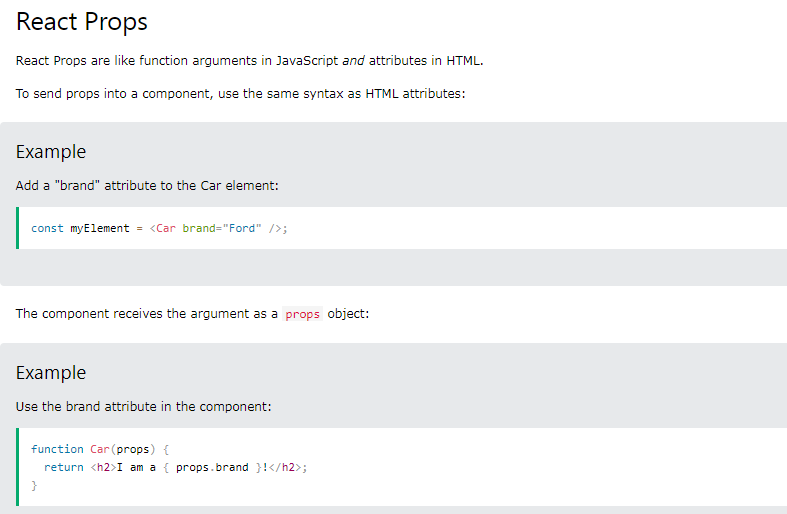 React Props
React Props are like function arguments in JavaScript and attributes in HTML.
To send props into a component, use the same syntax as HTML attributes:
Example
Add a "brand" attribute to the Car element:
const myElement = <Car brand="Ford" />;
The component receives the argument as a props object:
Example
Use the brand attribute in the component:
function Car(props) {
  return <h2>I am a { props.brand }!</h2>;
}